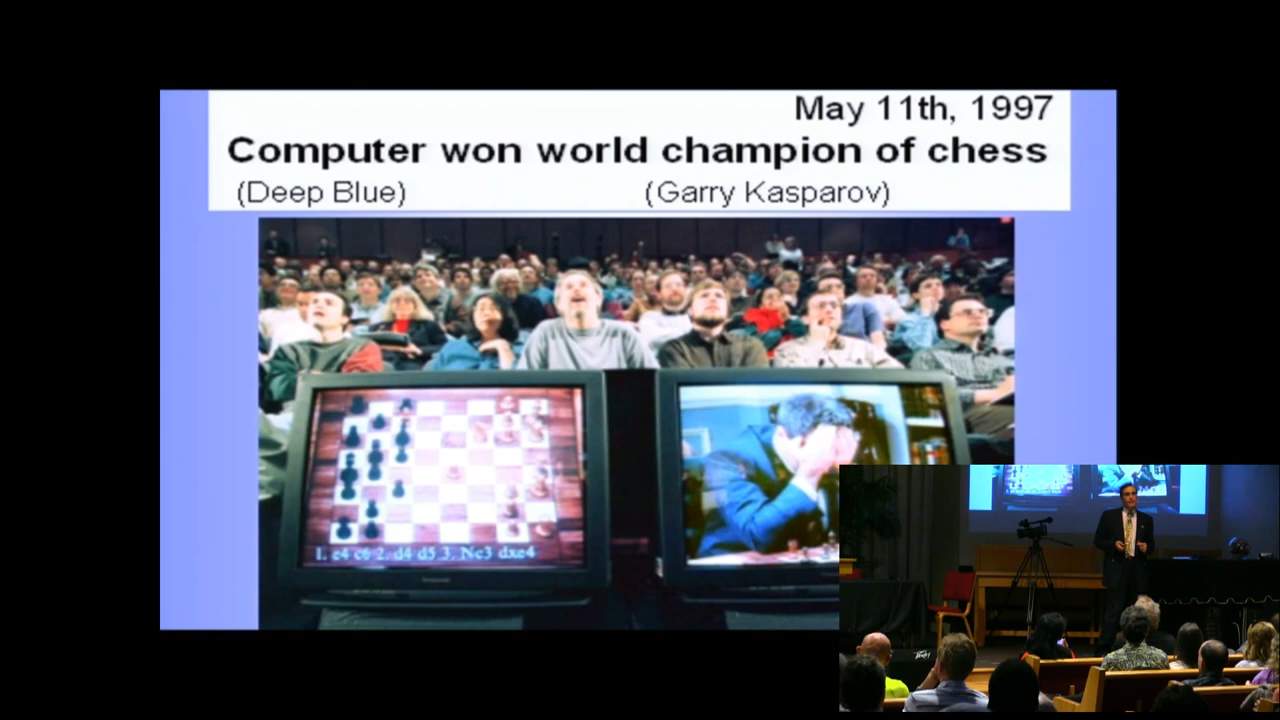 May 11th, 1997
Computer won world champion of chess
(Deep Blue) (Garry Kasparov)
1. e4 c6 2. d4 d5 3. Nc3 dxe4
Panasonic